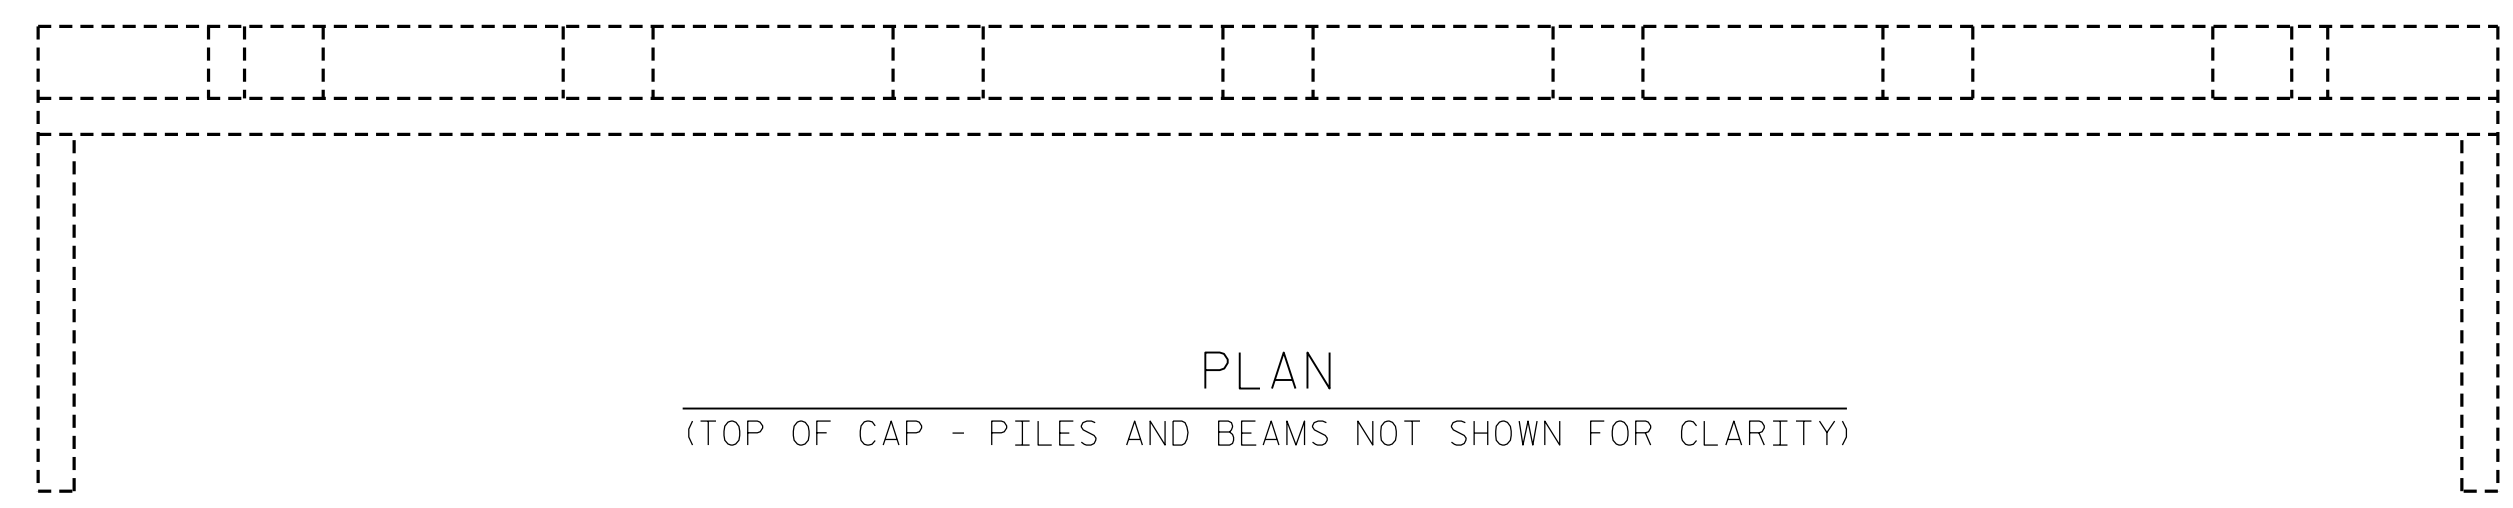 PLAN
(TOP OF CAP - PILES AND BEAMS NOT SHOWN FOR CLARITY)